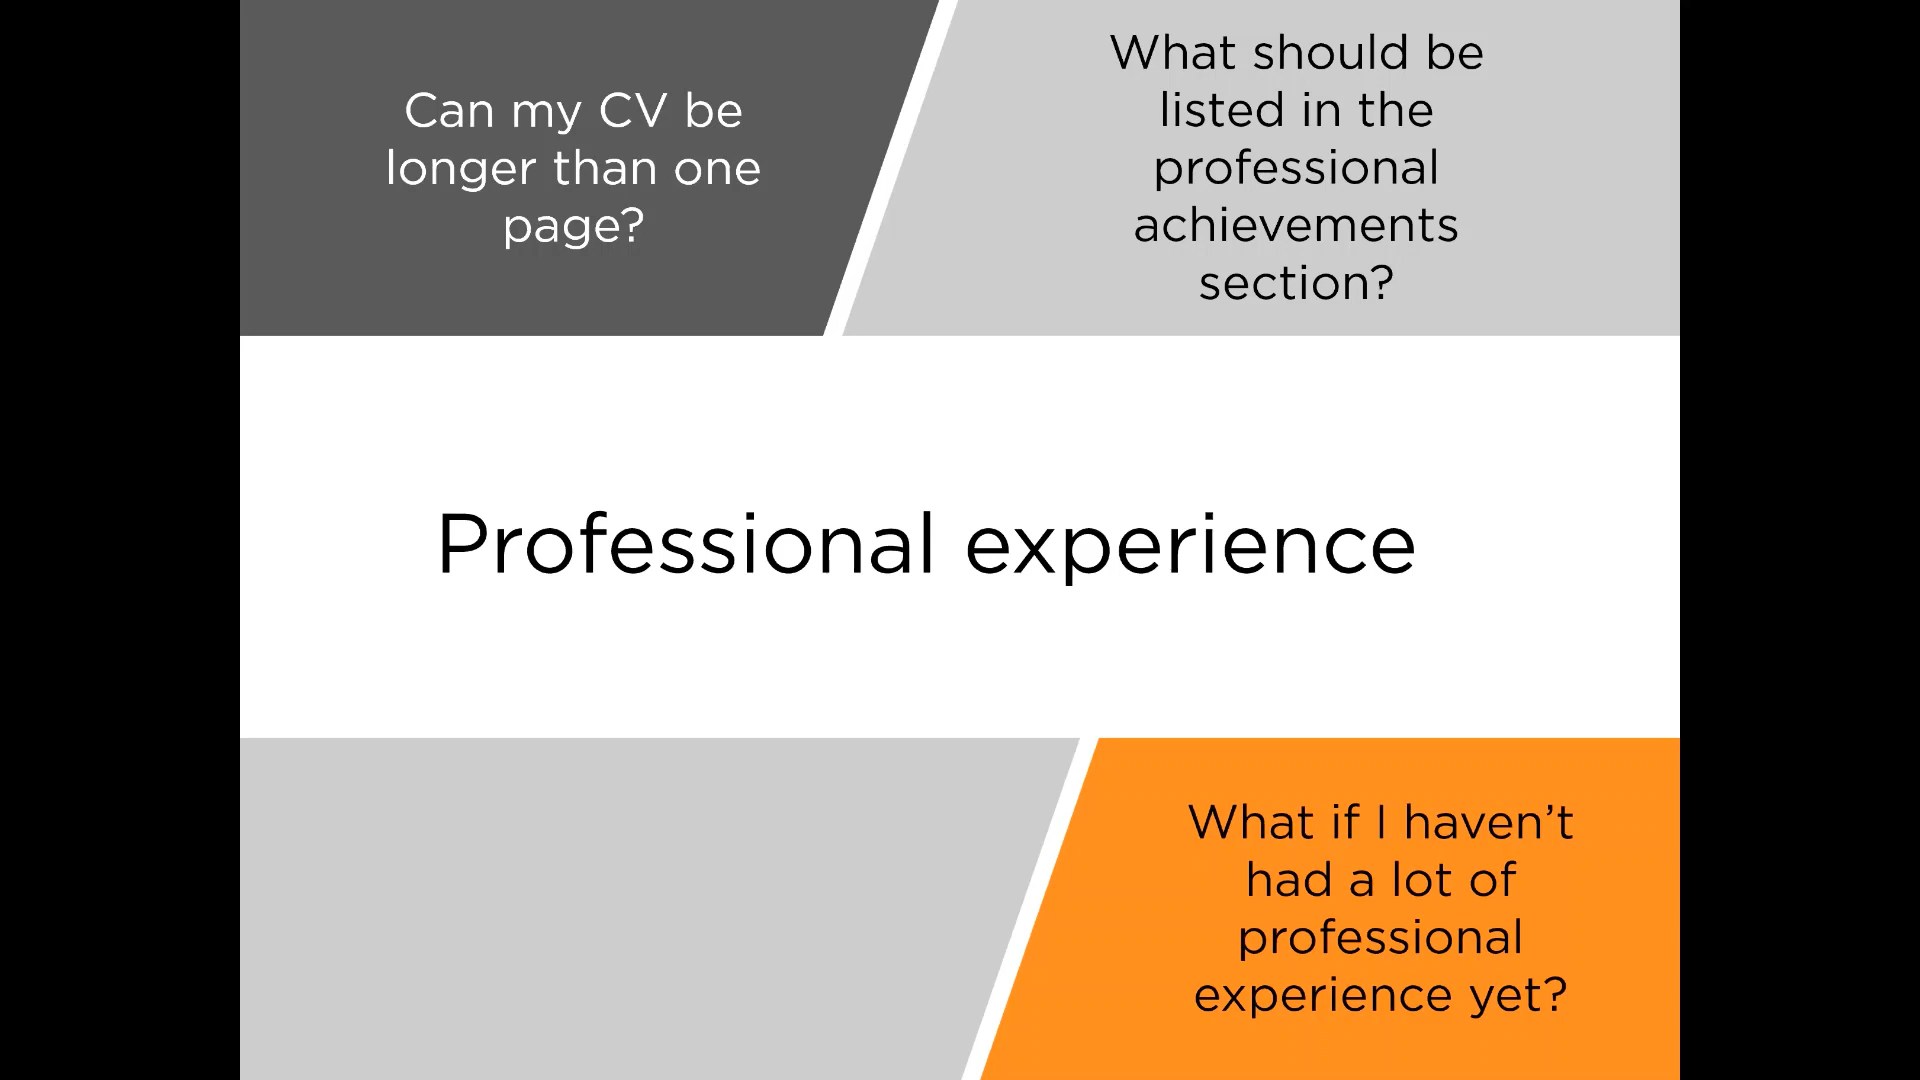 Can my CV be
longer than one
page?
What should be
listed in the
professional
achievements
section?
Professional experience
What if I haven’t
had a lot of
professional
experience yet?